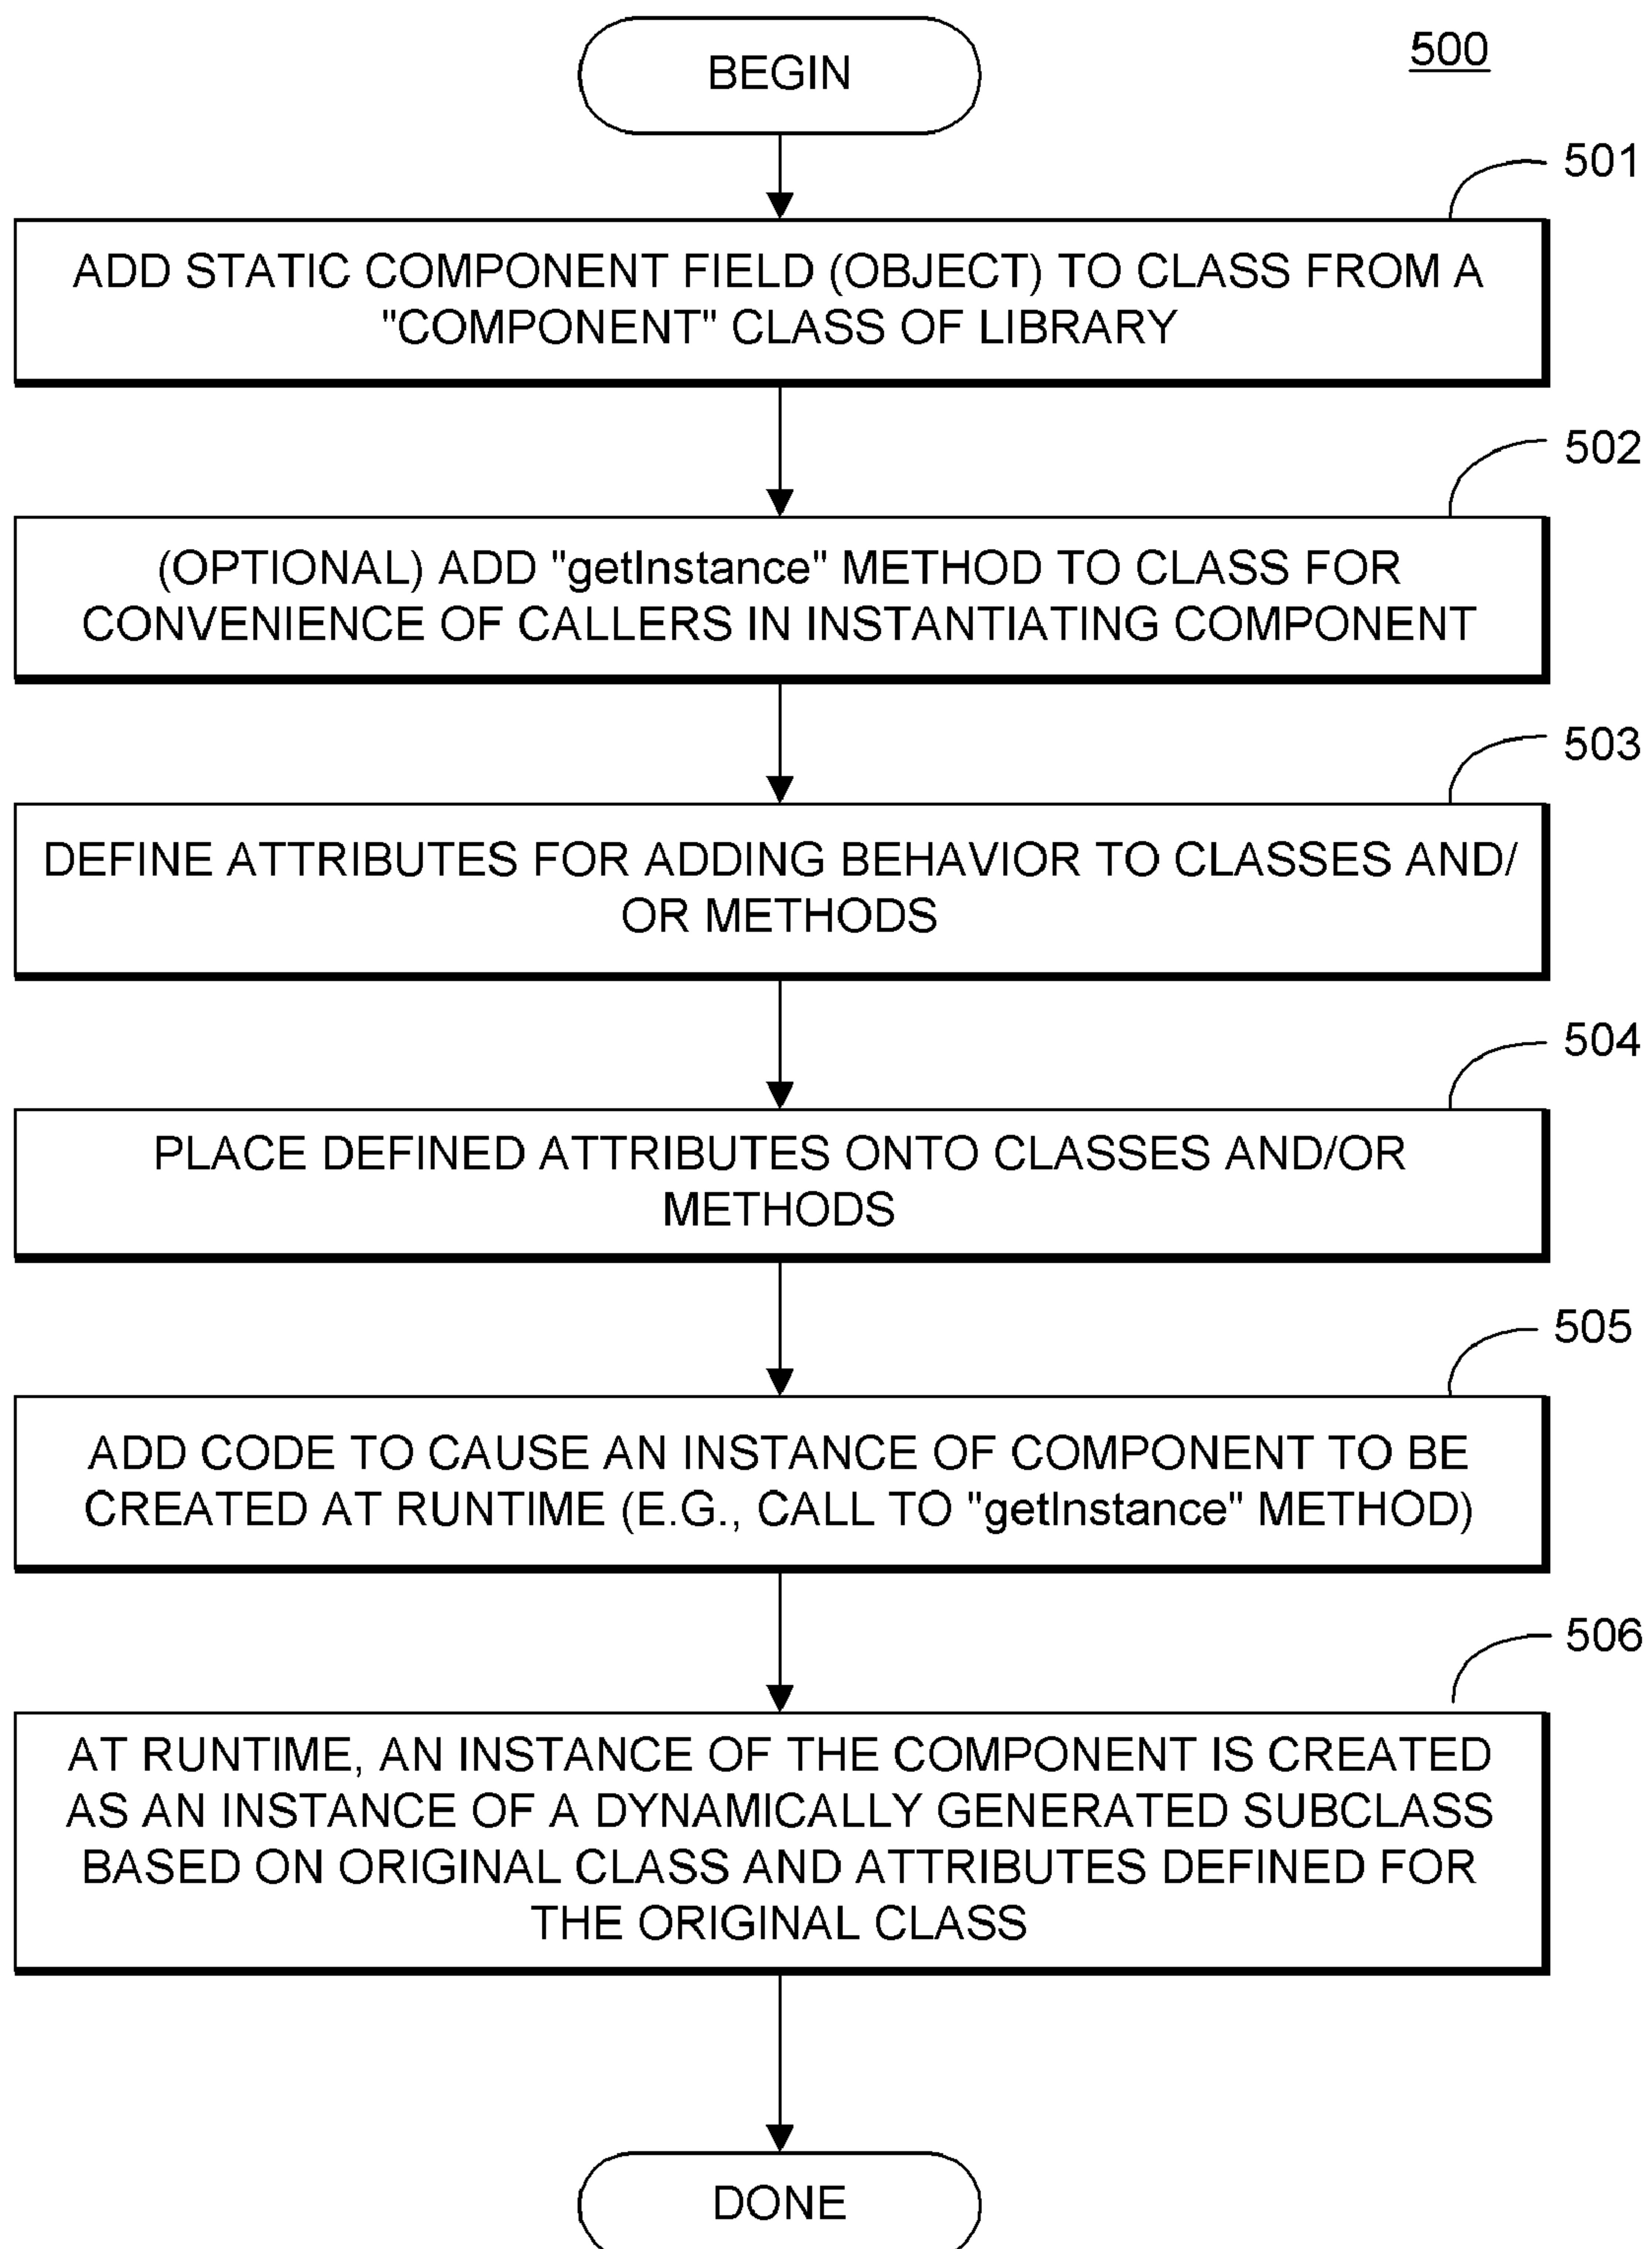 BEGIN
500
501
ADD STATIC COMPONENT FIELD (OBJECT) TO CLASS FROM A
"COMPONENT" CLASS OF LIBRARY
502
(OPTIONAL) ADD "getInstance" METHOD TO CLASS FOR
CONVENIENCE OF CALLERS IN INSTANTIATING COMPONENT
503
DEFINE ATTRIBUTES FOR ADDING BEHAVIOR TO CLASSES AND/
OR METHODS
504
PLACE DEFINED ATTRIBUTES ONTO CLASSES AND/OR
METHODS
505
ADD CODE TO CAUSE AN INSTANCE OF COMPONENT TO BE
CREATED AT RUNTIME (E.G., CALL TO "getInstance" METHOD)
506
AT RUNTIME, AN INSTANCE OF THE COMPONENT IS CREATED
AS AN INSTANCE OF A DYNAMICALLY GENERATED SUBCLASS
BASED ON ORIGINAL CLASS AND ATTRIBUTES DEFINED FOR
THE ORIGINAL CLASS
DONE